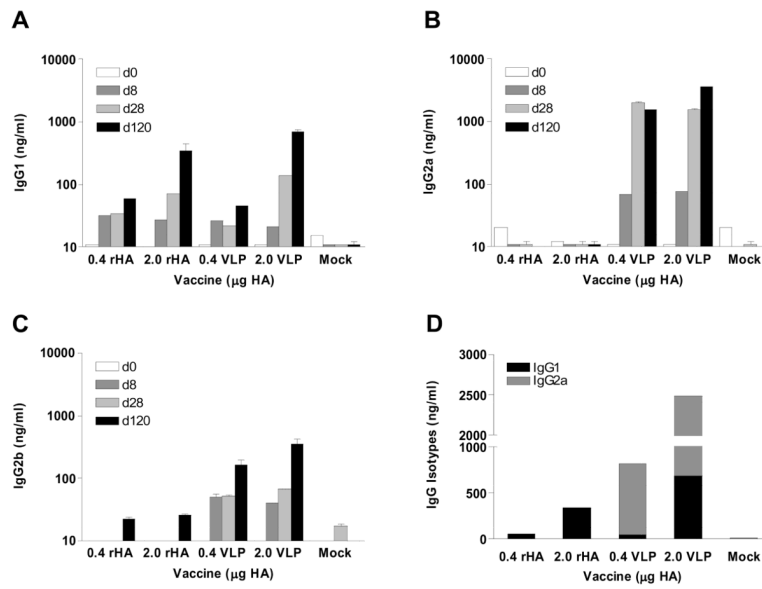 A
10000
1000
100
10
IgG1 (ng/ml)
d0
d8
d28
d120
0.4 rHA 2.0 rHA 0.4 VLP 2.0 VLP Mock
Vaccine (µg HA)
B
10000
1000
100
10
IgG2a (ng/ml)
d0
d8
d28
d120
0.4 rHA 2.0 rHA 0.4 VLP 2.0 VLP Mock
Vaccine (µg HA)
C
10000
1000
100
10
IgG2b (ng/ml)
d0
d8
d28
d120
0.4 rHA 2.0 rHA 0.4 VLP 2.0 VLP Mock
Vaccine (µg HA)
D
3000
2500
2000
1000
500
0
IgG Isotypes (ng/ml)
IgG1
IgG2a
0.4 rHA 2.0 rHA 0.4 VLP 2.0 VLP Mock
Vaccine (µg HA)